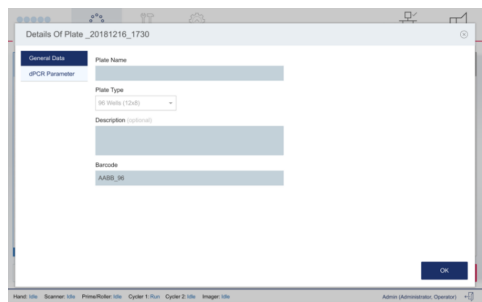 Details Of Plate _20181216_1730
General Data
dPCR Parameter
Plate Name
Plate Type
96 Wells (12x8)
Description (optional)
Barcode
AABB_96
OK
Hand: Idle Scanner: Idle Prime/Roller: Idle Cycler 1: Run Cycler 2: Idle Imager: Idle Admin (Administrator, Operator)